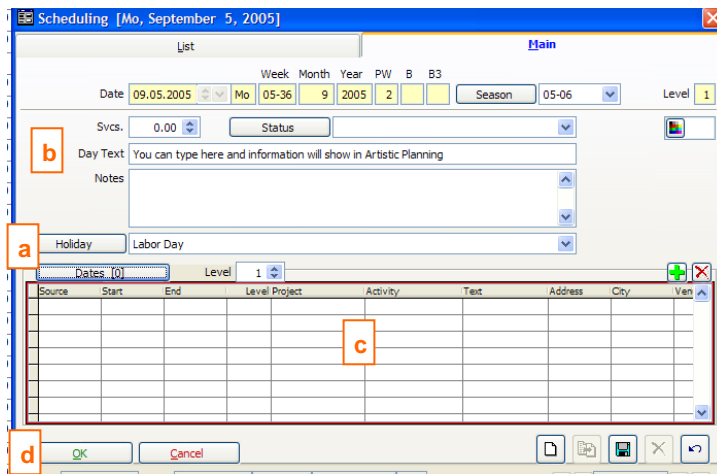 Scheduling [Mo, September 5, 2005]
List Main
Week Month Year PW B B3
Date 09.05.2005 Mo 05-36 9 2005 2 Season 05-06 Level 1
Svcs. 0.00 Status
b
Day Text You can type here and information will show in Artistic Planning
Notes
a
Holiday Labor Day
Dates [0] Level 1
Source Start End Level Project Activity Text Address City Ven
c
d
OK Cancel